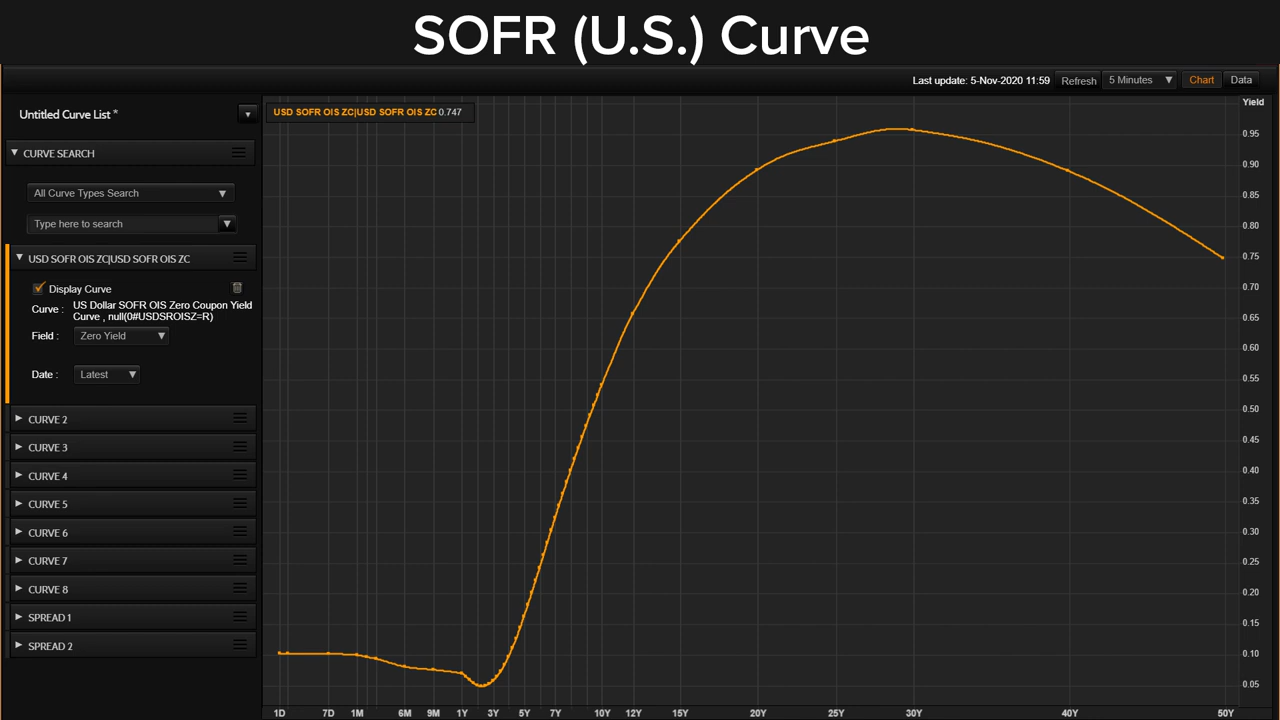 SOFR (U.S.) Curve
Last update: 5-Nov-2020 11:59 Refresh 5 Minutes Chart Data
Untitled Curve List *
CURVE SEARCH
All Curve Types Search
Type here to search
USD SOFR OIS ZC|USD SOFR OIS ZC
Display Curve
Curve : US Dollar SOFR OIS Zero Coupon Yield
Curve , null(0#USDSROISZ=R)
Field : Zero Yield
Date : Latest
CURVE 2
CURVE 3
CURVE 4
CURVE 5
CURVE 6
CURVE 7
CURVE 8
SPREAD 1
SPREAD 2
USD SOFR OIS ZC|USD SOFR OIS ZC 0.747
Yield
0.95
0.90
0.85
0.80
0.75
0.70
0.65
0.60
0.55
0.50
0.45
0.40
0.35
0.30
0.25
0.20
0.15
0.10
0.05
1D 7D 1M 6M 9M 1Y 3Y 5Y 7Y 10Y 12Y 15Y 20Y 25Y 30Y 40Y 50Y